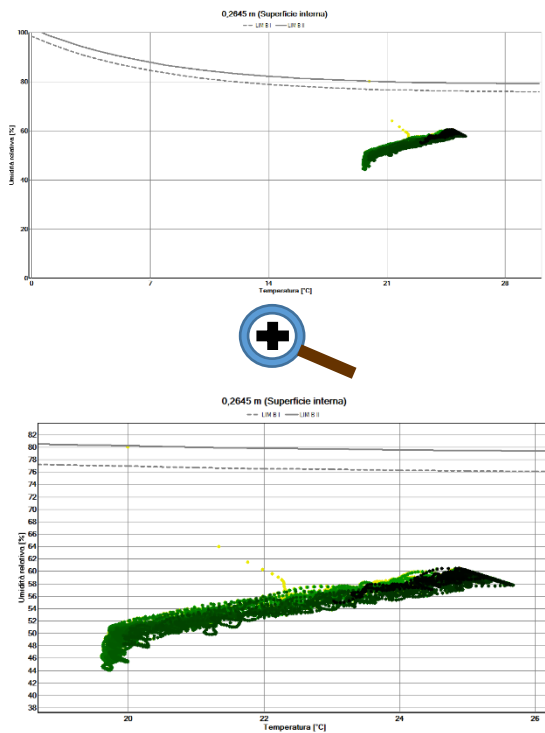 0,2645 m (Superficie interna)
LIM B I LIM B II
100
80
60
40
20
0
Umidità relativa [%]
0 7 14 21 28
Temperatura [°C]
0,2645 m (Superficie interna)
LIM B I LIM B II
82
80
78
76
74
72
70
68
66
64
62
60
58
56
54
52
50
48
46
44
42
40
38
Umidità relativa [%]
20 22 24 26
Temperatura [°C]